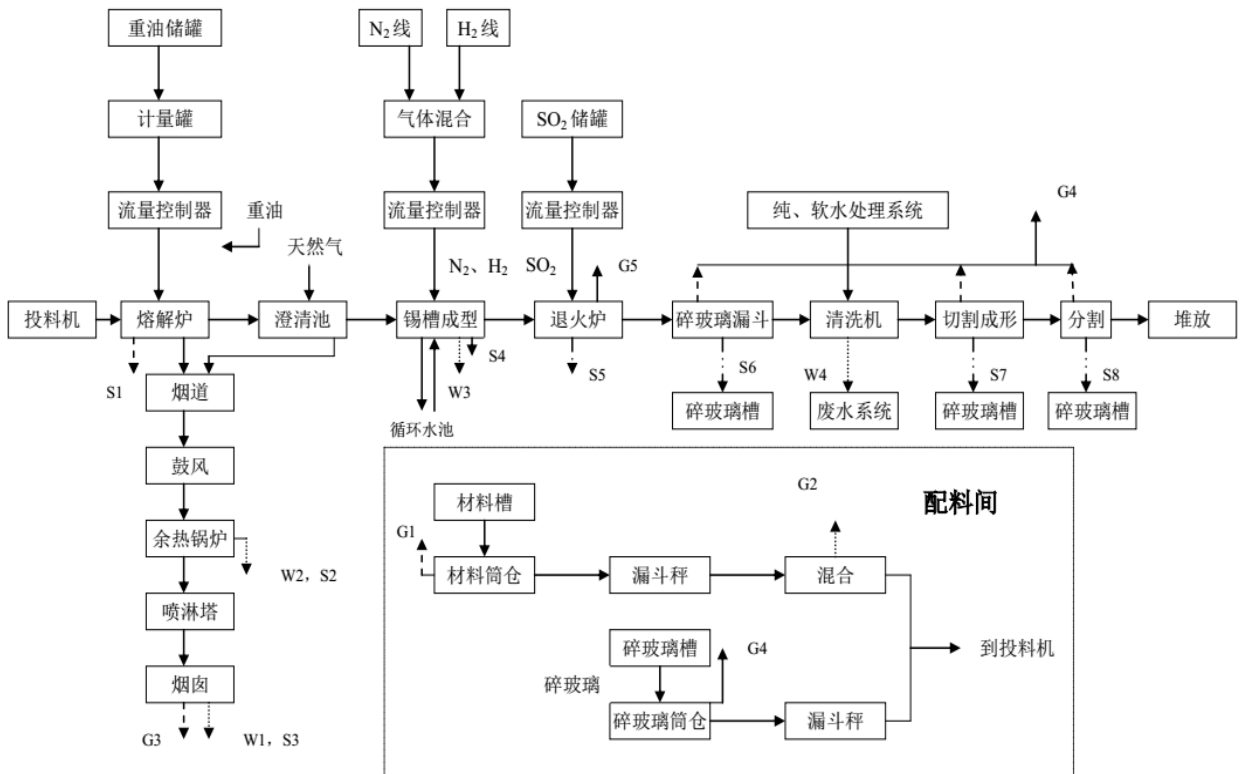 重油储罐
N₂线
H₂线
计量罐
气体混合
SO₂储罐
流量控制器
流量控制器
流量控制器
纯、软水处理系统
G4
重油
天然气
N₂、H₂
SO₂
G5
投料机
熔解炉
澄清池
锡槽成型
退火炉
碎玻璃漏斗
清洗机
切割成形
分割
堆放
S1
烟道
S4
W3
S5
S6
W4
S7
S8
循环水池
碎玻璃槽
废水系统
碎玻璃槽
碎玻璃槽
鼓风
余热锅炉
W2，S2
喷淋塔
烟囱
G3
W1，S3
配料间
G2
材料槽
G1
材料筒仓
漏斗秤
混合
碎玻璃槽
G4
到投料机
碎玻璃
碎玻璃筒仓
漏斗秤